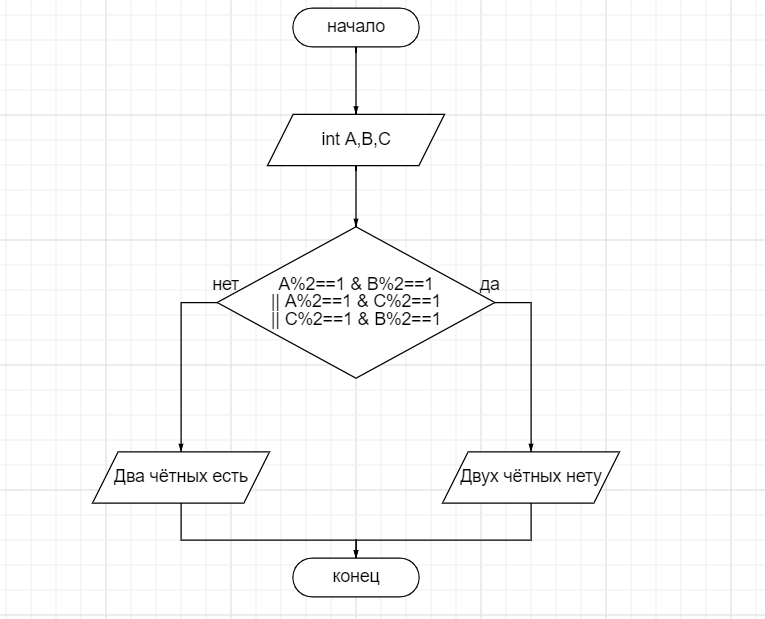 начало
int A,B,C
нет
да
A%2==1 & B%2==1
|| A%2==1 & C%2==1
|| C%2==1 & B%2==1
Два чётных есть
Двух чётных нету
конец